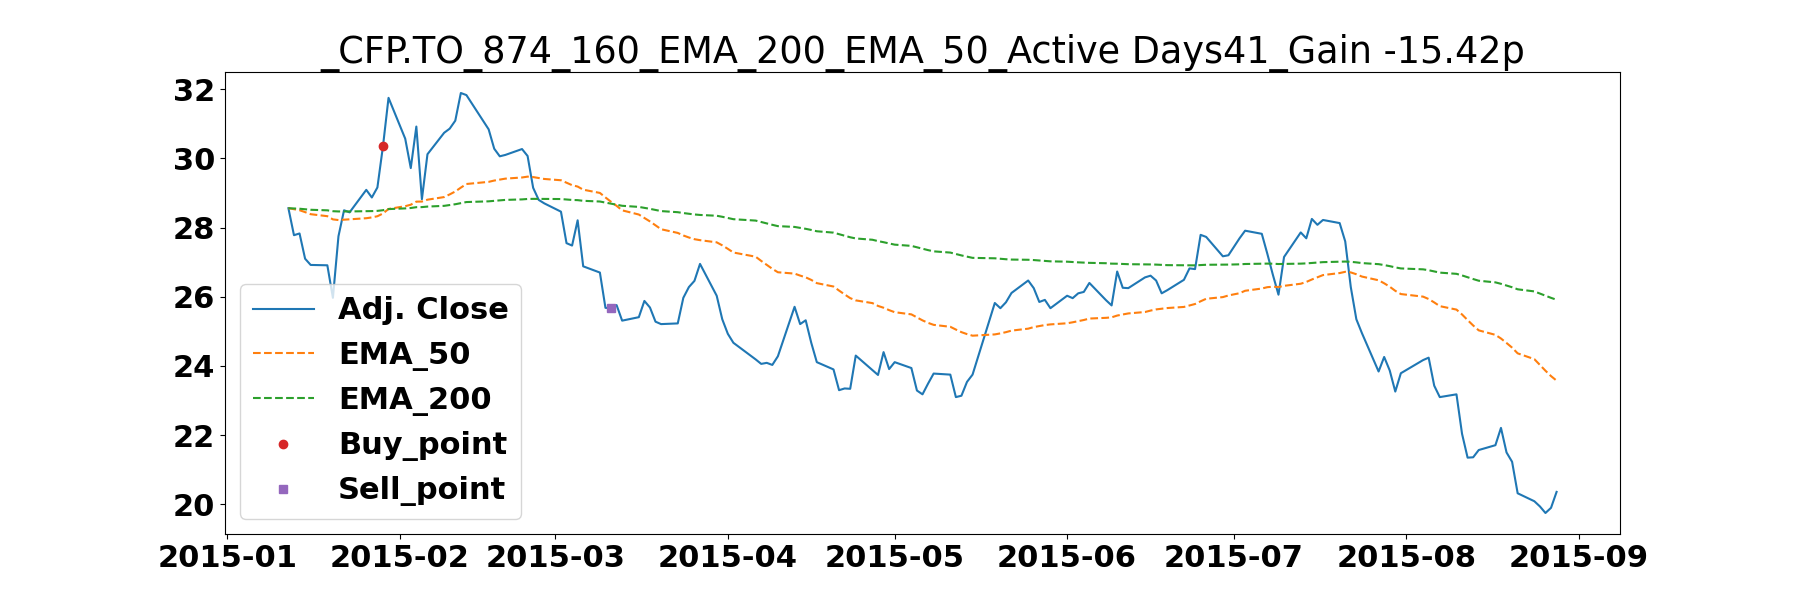 _CFP.TO_874_160_EMA_200_EMA_50_Active Days41_Gain -15.42p
32
30
28
26
24
22
20
Adj. Close
EMA_50
EMA_200
Buy_point
Sell_point
2015-01 2015-02 2015-03 2015-04 2015-05 2015-06 2015-07 2015-08 2015-09